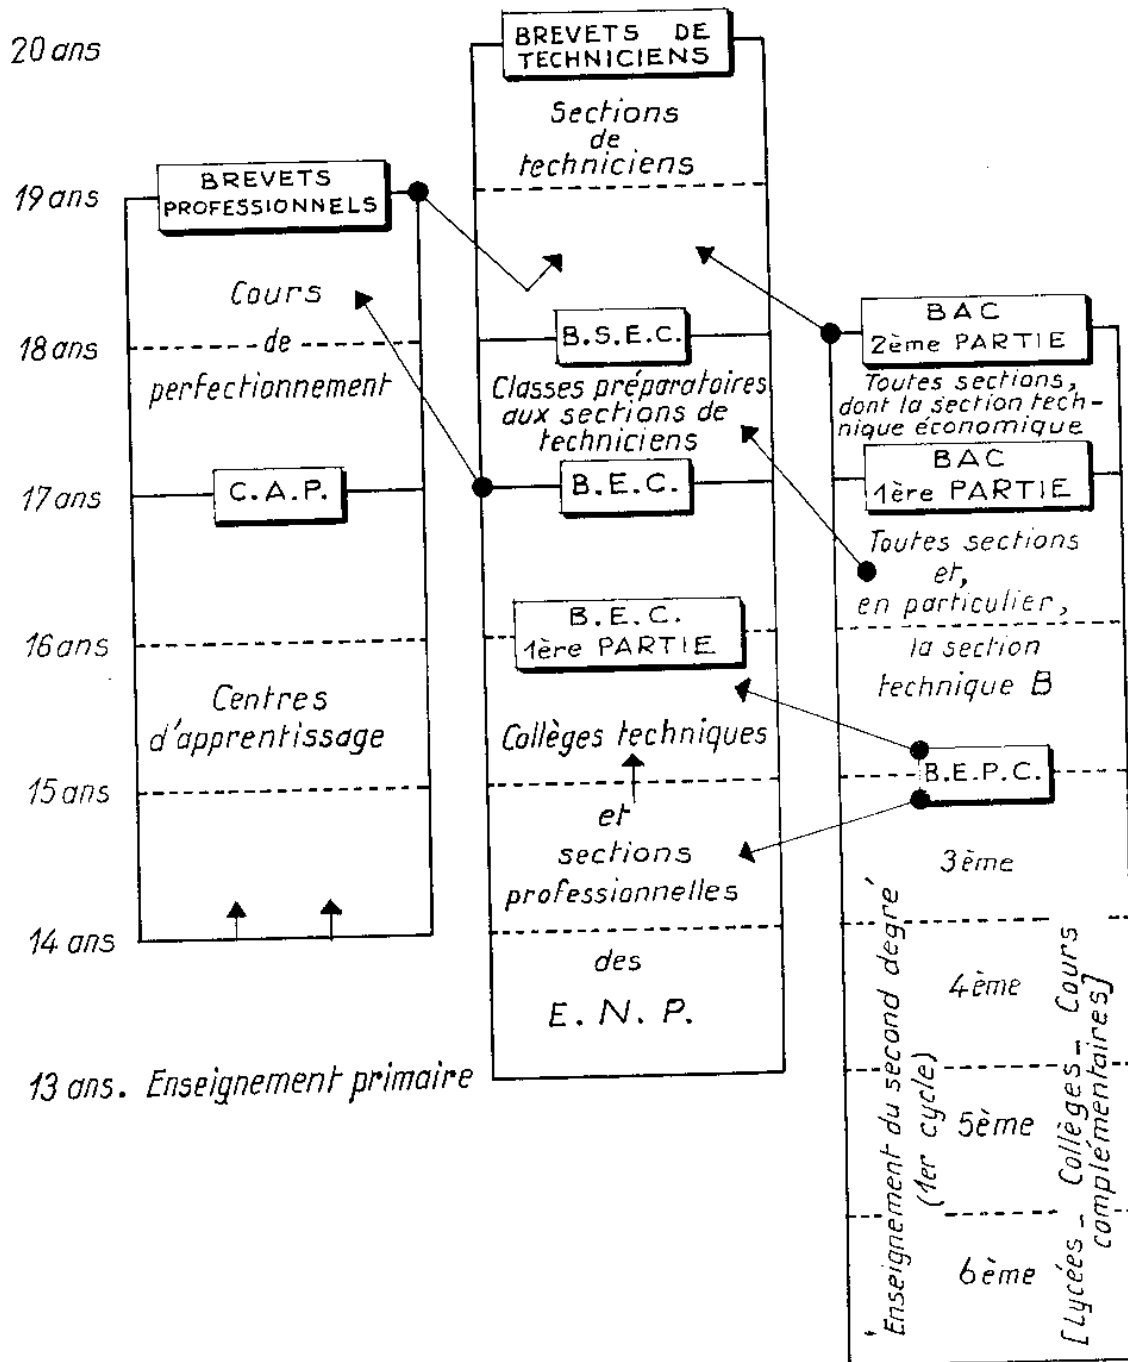 20 ans
19 ans
18 ans
17 ans
16 ans
15 ans
14 ans
13 ans. Enseignement primaire
BREVETS
PROFESSIONNELS
Cours
de
perfectionnement
C.A.P.
Centres
d'apprentissage
BREVETS DE
TECHNICIENS
Sections
de
techniciens
B.S.E.C.
Classes préparatoires
aux sections de
techniciens
B.E.C.
B.E.C.
1ère PARTIE
Collèges techniques
et
sections
professionnelles
des
E.N.P.
BAC
2ème PARTIE
Toutes sections,
dont la section tech-
nique économique
BAC
1ère PARTIE
Toutes sections
et,
en particulier,
la section
technique B
B.E.P.C.
3ème
4ème
5ème
6ème
Enseignement du second degré
(1er cycle)
[Lycées - Collèges - Cours
complémentaires]